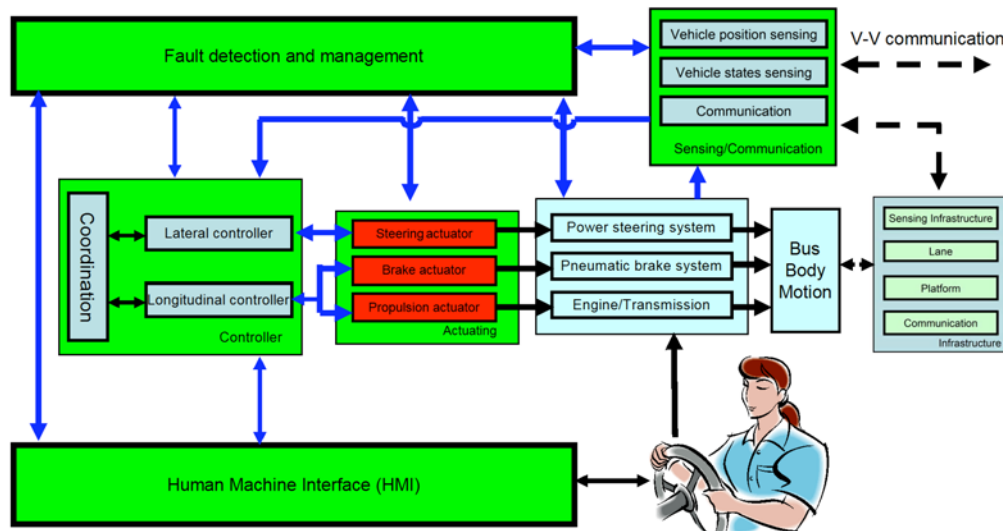 Fault detection and management
Vehicle position sensing
Vehicle states sensing
Communication
Sensing/Communication
V-V communication
Coordination
Lateral controller
Longitudinal controller
Controller
Steering actuator
Brake actuator
Propulsion actuator
Actuating
Power steering system
Pneumatic brake system
Engine/Transmission
Bus
Body
Motion
Sensing Infrastructure
Lane
Platform
Communication
Infrastructure
Human Machine Interface (HMI)